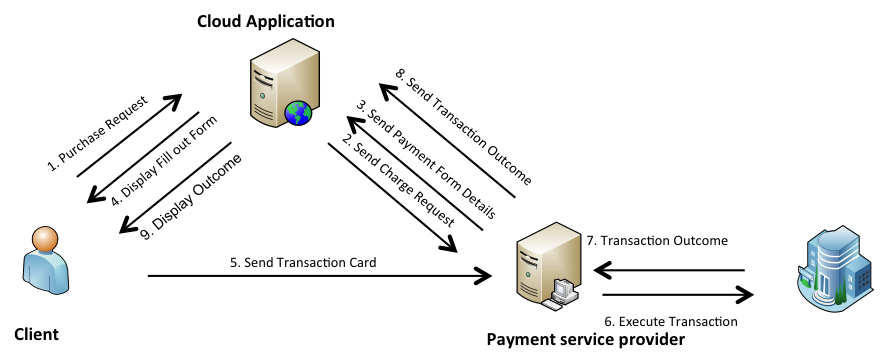 Cloud Application
1. Purchase Request
4. Display Fill out Form
9. Display Outcome
8. Send Transaction Outcome
3. Send Payment Form Details
2. Send Charge Request
5. Send Transaction Card
7. Transaction Outcome
6. Execute Transaction
Client
Payment service provider